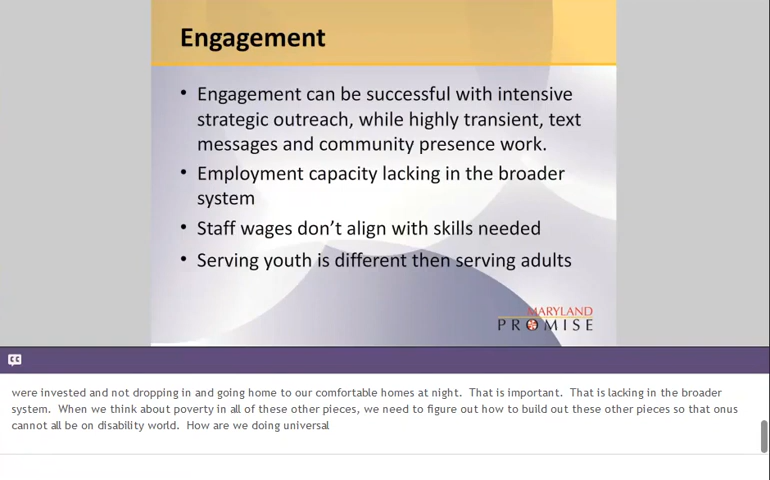 Engagement
• Engagement can be successful with intensive
strategic outreach, while highly transient, text
messages and community presence work.
• Employment capacity lacking in the broader
system
• Staff wages don't align with skills needed
• Serving youth is different then serving adults
MARYLAND
PROMISE
CC
were invested and not dropping in and going home to our comfortable homes at night.  That is important.  That is lacking in the broader
system.  When we think about poverty in all of these other pieces, we need to figure out how to build out these other pieces so that onus
cannot all be on disability world.  How are we doing universal